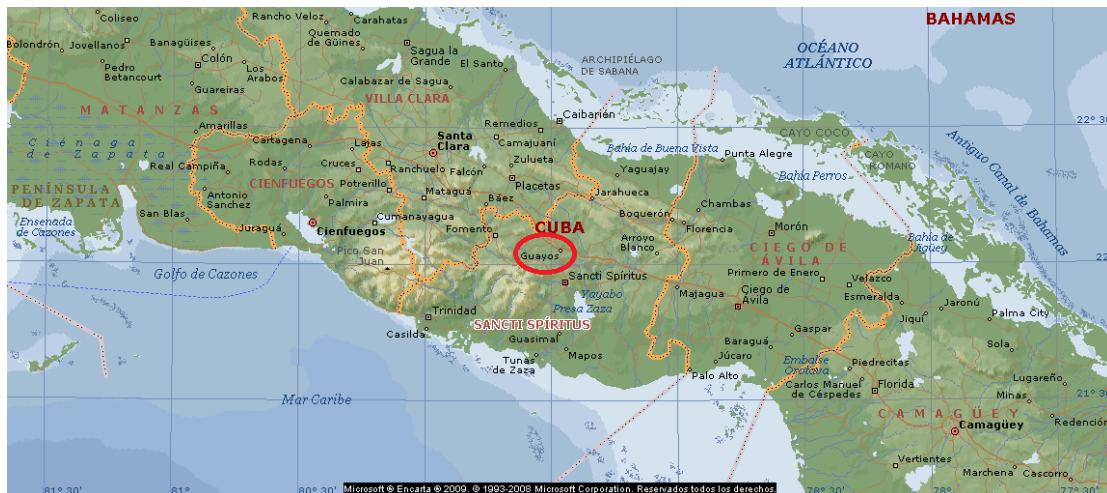 BAHAMAS
Coliseo
Rancho Veloz
Carahatas
Bolondrón
Jovellanos
Banagüises
Quemado
de Güines
Sagua la
Grande
OCÉANO
ATLÁNTICO
Pedro
Betancourt
Colón
Los
Arabos
El Santo
ARCHIPIÉLAGO
DE SABANA
Guareiras
Calabazar de Sagua
MATANZAS
VILLA CLARA
Caibarién
22°30'
Amarillas
Cartagena
Lajas
Santa
Clara
Remedios
Camajuaní
CAYO COCO
Ciénaga
de Zapata
Bahía de Buena Vista
Punta Alegre
CAYO
ROMANO
Antiguo Canal de Bahamas
Real Campiña
Rodas
Cruces
Ranchuelo
Falcón
Zulueta
Yaguajay
Bahía Perros
PENÍNSULA
DE ZAPATA
CIENFUEGOS
Potrerillo
Placetas
Antonio
Sanchez
Palmira
Mataguá
Jarahueca
San Blas
Báez
Chambas
Ensenada
de Cazones
Cumanayagua
Boquerón
Juraguá
Cienfuegos
Fomento
CUBA
Florencia
Morón
Arroyo
Blanco
Bahía de
Jigüey
Pico San
Juan
Guayos
CIEGO DE
ÁVILA
Golfo de Cazones
Sancti Spíritus
Primero de Enero
Velazco
Yayabo
Majagua
Ciego de
Ávila
Esmeralda
Jaronú
Presa Zaza
Trinidad
Jiquí
Palma City
SANCTI SPÍRITUS
Casilda
Guasimal
Gaspar
Baraguá
Sola
Tunas
de Zaza
Mapos
Júcaro
Embalse
Orotava
Piedrecitas
Palo Alto
Lugareño
Carlos Manuel
de Céspedes
Florida
Mar Caribe
Minas
21°30'
CAMAGÜEY
Redención
Camagüey
Vertientes
Marchena
Cascorro
81°30'
80°30'
78°30'
77°30'
Microsoft ® Encarta ® 2009. © 1993-2008 Microsoft Corporation. Reservados todos los derechos.